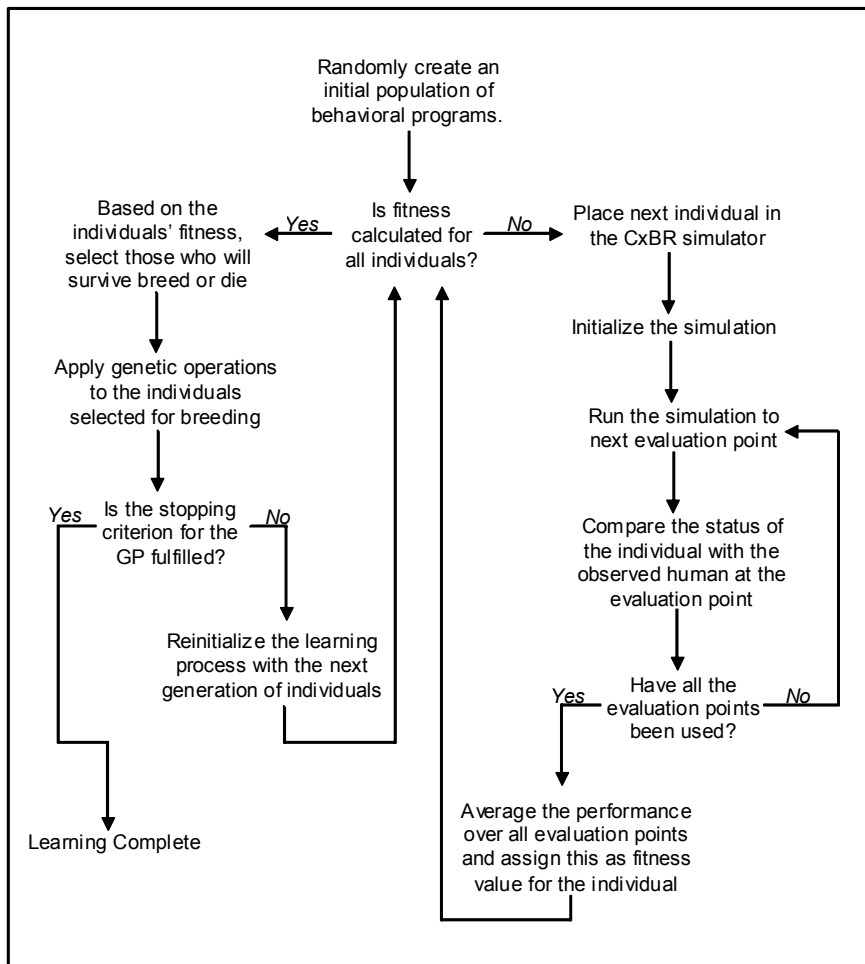 Randomly create an
initial population of
behavioral programs.
Based on the
individuals' fitness,
select those who will
survive breed or die
Yes
Is fitness
calculated for
all individuals?
No
Place next individual in
the CxBR simulator
Initialize the simulation
Apply genetic operations
to the individuals
selected for breeding
Run the simulation to
next evaluation point
Yes
Is the stopping
criterion for the
GP fulfilled?
No
Compare the status of
the individual with the
observed human at the
evaluation point
Reinitialize the learning
process with the next
generation of individuals
Yes
Have all the
evaluation points
been used?
No
Learning Complete
Average the performance
over all evaluation points
and assign this as fitness
value for the individual